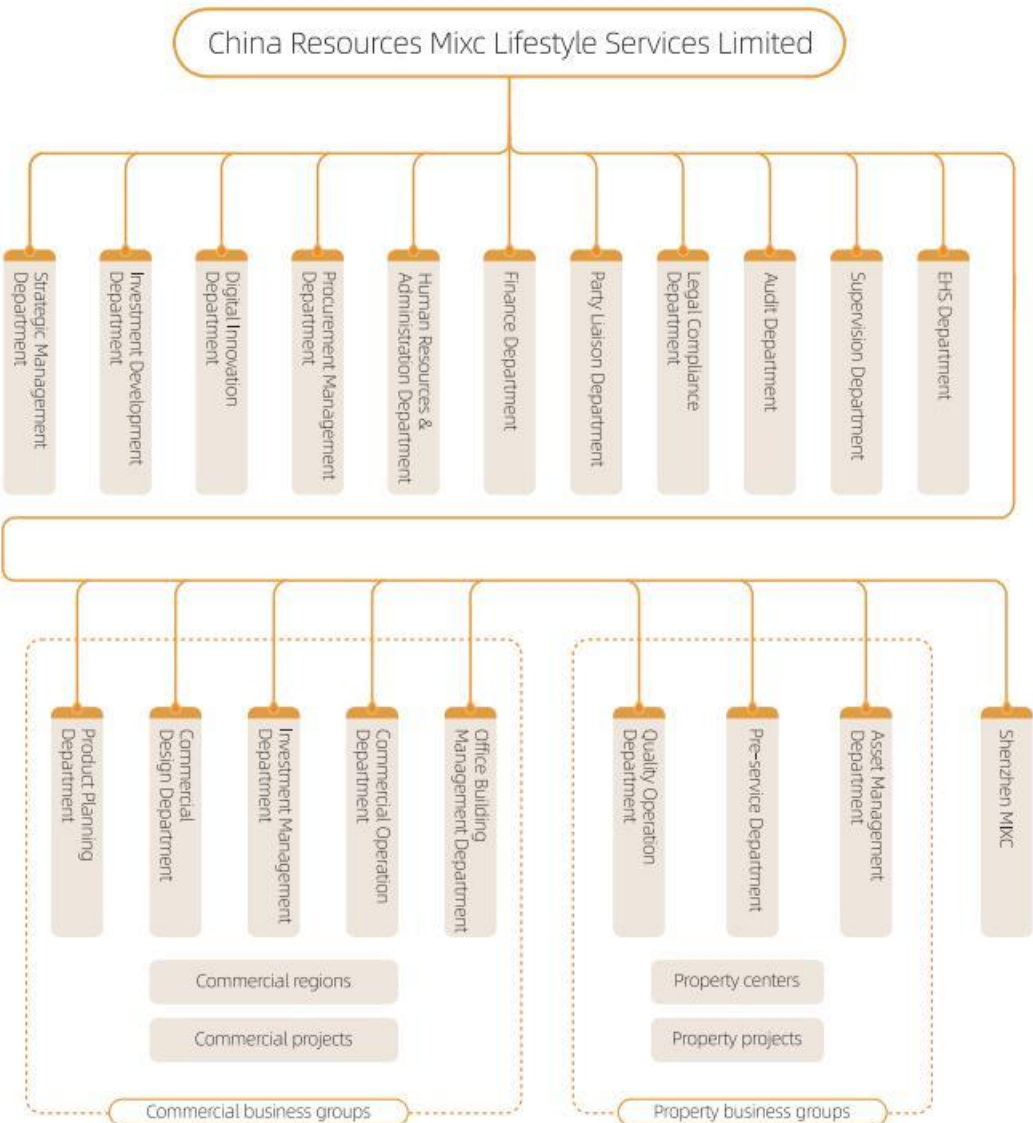 China Resources Mixc Lifestyle Services Limited
Strategic Management
Department
Investment Development
Department
Digital Innovation
Department
Procurement Management
Department
Human Resources &
Administration Department
Finance Department
Party Liaison Department
Legal Compliance
Department
Audit Department
Supervision Department
EHS Department
Product Planning
Department
Commercial
Design Department
Investment Management
Department
Commercial Operation
Department
Office Building
Management Department
Quality Operation
Department
Pre-service Department
Asset Management
Department
Shenzhen MIXC
Commercial regions
Commercial projects
Property centers
Property projects
Commercial business groups
Property business groups